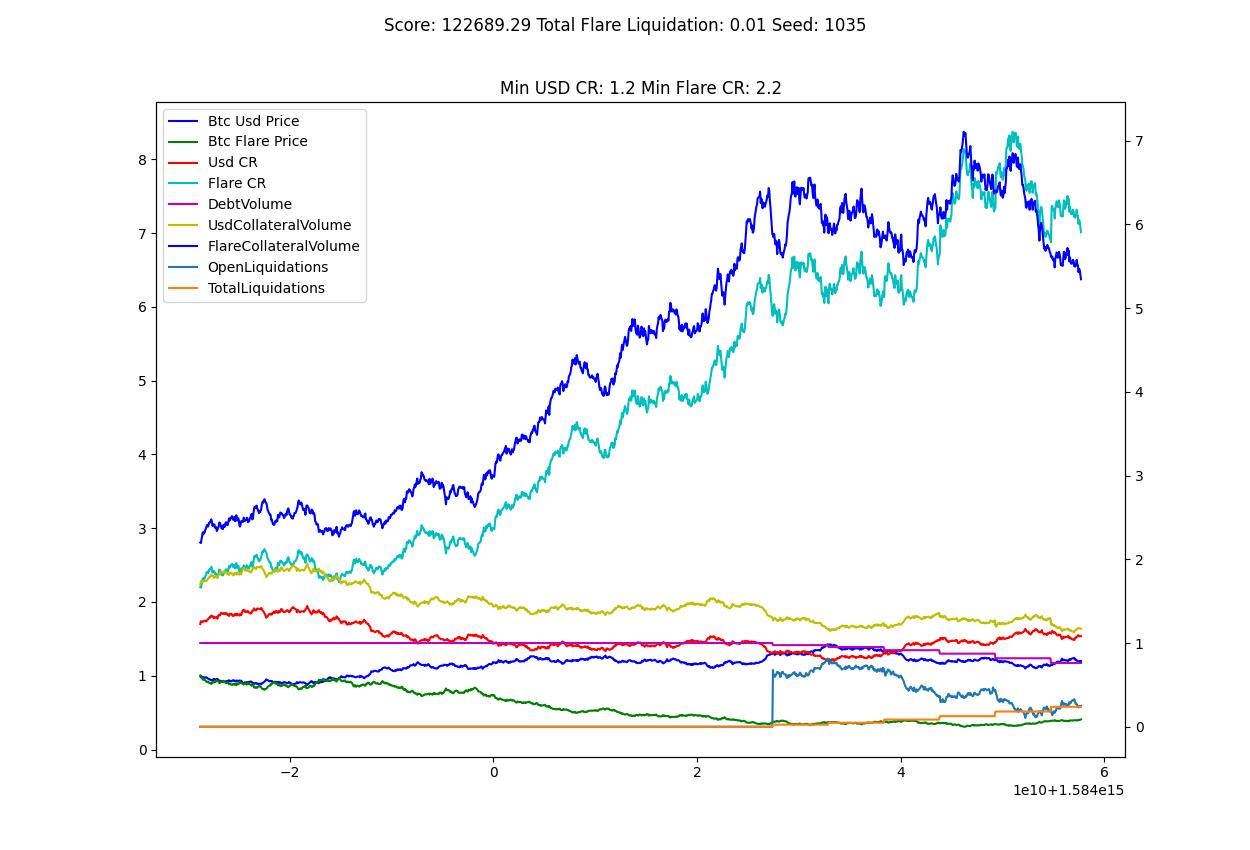 Score: 122689.29 Total Flare Liquidation: 0.01 Seed: 1035
Min USD CR: 1.2 Min Flare CR: 2.2
Btc Usd Price
Btc Flare Price
Usd CR
Flare CR
DebtVolume
UsdCollateralVolume
FlareCollateralVolume
OpenLiquidations
TotalLiquidations
8
7
6
5
4
3
2
1
0
7
6
5
4
3
2
1
0
−2 0 2 4 6
1e10+1.584e15